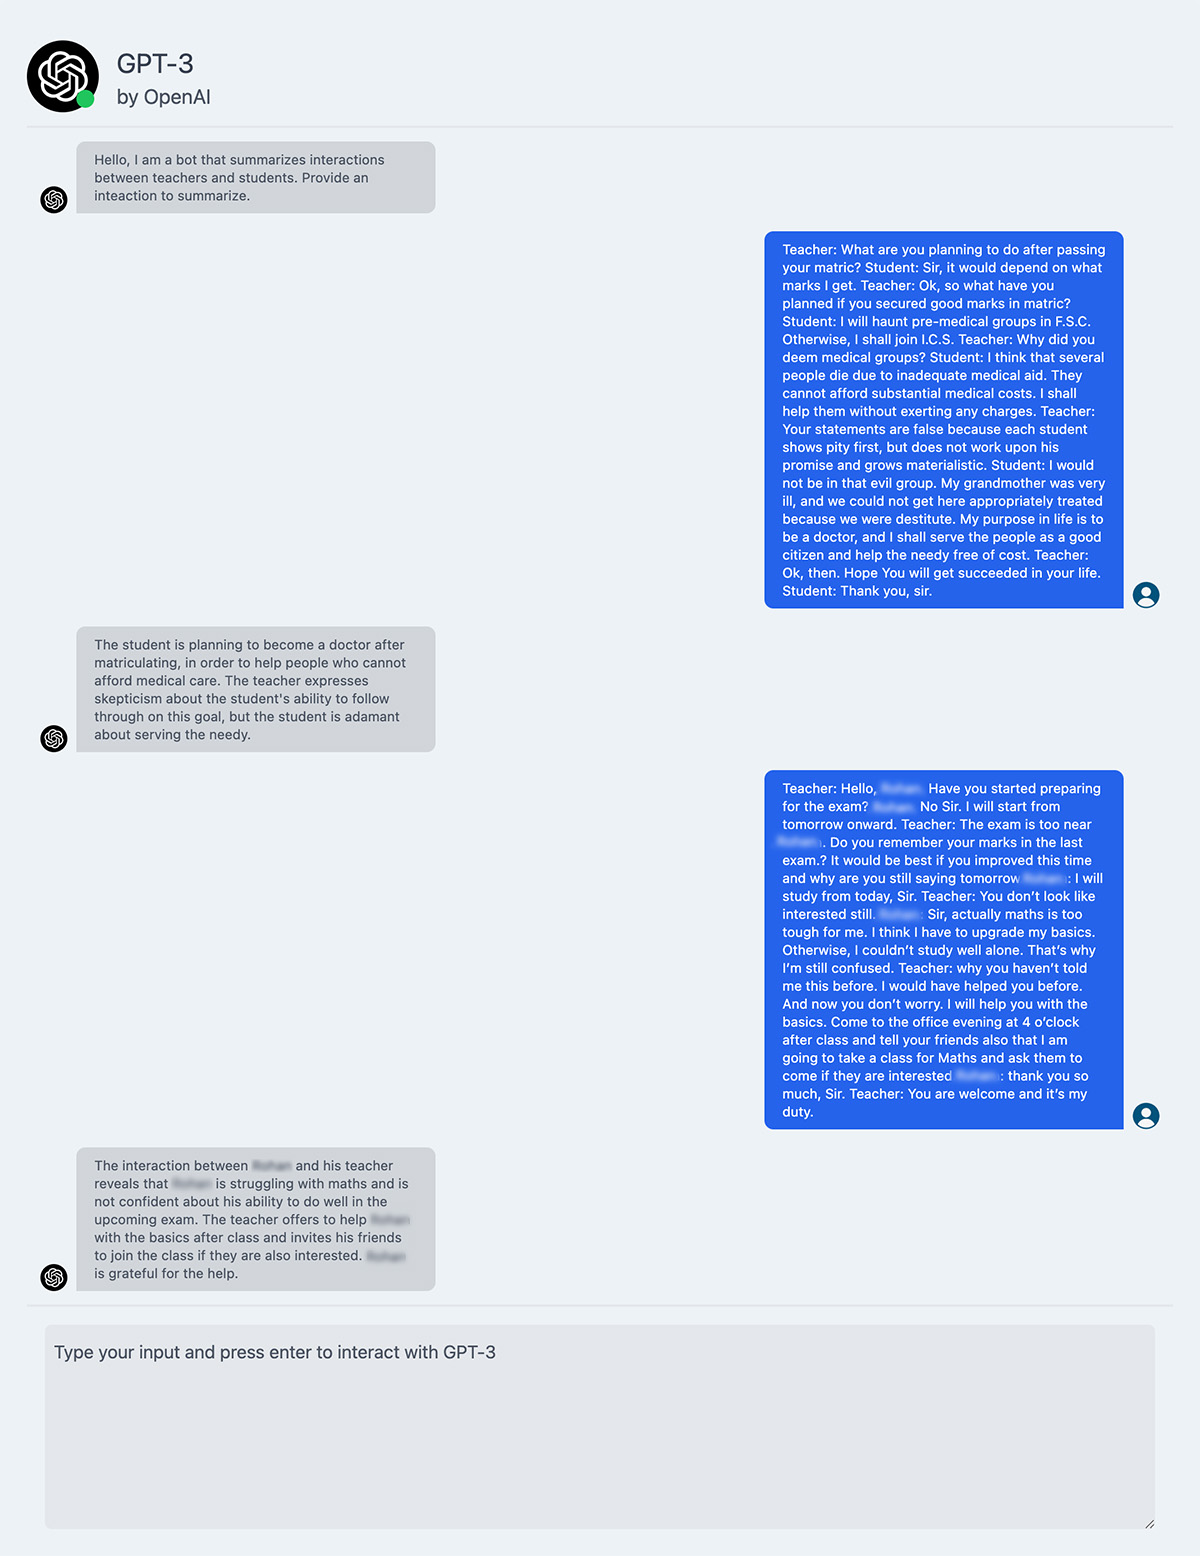 GPT-3
by OpenAI
Hello, I am a bot that summarizes interactions
between teachers and students. Provide an
inteaction to summarize.
Teacher: What are you planning to do after passing
your matric? Student: Sir, it would depend on what
marks I get. Teacher: Ok, so what have you
planned if you secured good marks in matric?
Student: I will haunt pre-medical groups in F.S.C.
Otherwise, I shall join I.C.S. Teacher: Why did you
deem medical groups? Student: I think that several
people die due to inadequate medical aid. They
cannot afford substantial medical costs. I shall
help them without exerting any charges. Teacher:
Your statements are false because each student
shows pity first, but does not work upon his
promise and grows materialistic. Student: I would
not be in that evil group. My grandmother was very
ill, and we could not get here appropriately treated
because we were destitute. My purpose in life is to
be a doctor, and I shall serve the people as a good
citizen and help the needy free of cost. Teacher:
Ok, then. Hope You will get succeeded in your life.
Student: Thank you, sir.
The student is planning to become a doctor after
matriculating, in order to help people who cannot
afford medical care. The teacher expresses
skepticism about the student's ability to follow
through on this goal, but the student is adamant
about serving the needy.
Teacher: Hello, Have you started preparing
for the exam? No Sir. I will start from
tomorrow onward. Teacher: The exam is too near
. Do you remember your marks in the last
exam.? It would be best if you improved this time
and why are you still saying tomorrow : I will
study from today, Sir. Teacher: You don’t look like
interested still. : Sir, actually maths is too
tough for me. I think I have to upgrade my basics.
Otherwise, I couldn’t study well alone. That’s why
I’m still confused. Teacher: why you haven’t told
me this before. I would have helped you before.
And now you don’t worry. I will help you with the
basics. Come to the office evening at 4 o’clock
after class and tell your friends also that I am
going to take a class for Maths and ask them to
come if they are interested : thank you so
much, Sir. Teacher: You are welcome and it’s my
duty.
The interaction between and his teacher
reveals that is struggling with maths and is
not confident about his ability to do well in the
upcoming exam. The teacher offers to help
with the basics after class and invites his friends
to join the class if they are also interested.
is grateful for the help.
Type your input and press enter to interact with GPT-3